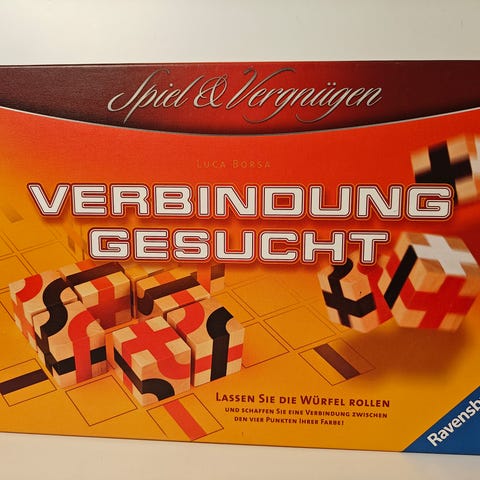 Spiel & Vergnügen
Luca Borsa
VERBINDUNG
GESUCHT
Lassen Sie die Würfel rollen
und schaffen Sie eine Verbindung zwischen
den vier Punkten Ihrer Farbe!